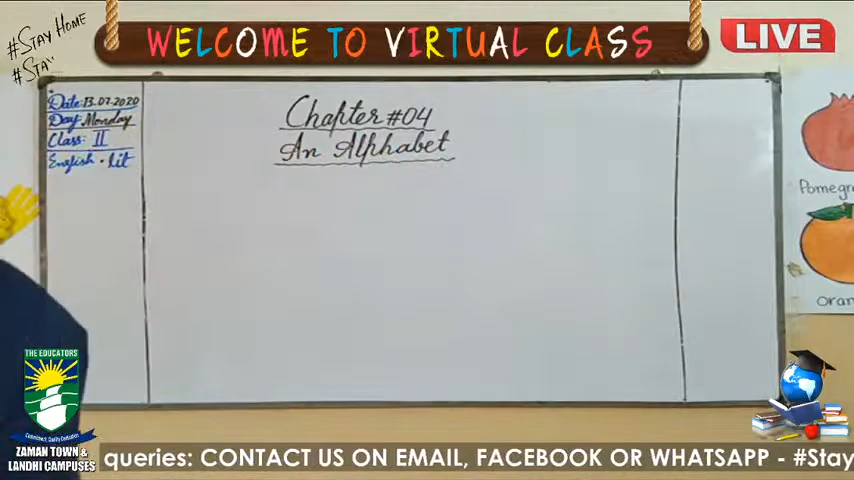 #STAY HOME
#STA
WELCOME TO VIRTUAL CLASS
LIVE
Date: 13.07.2020
Day: Monday
Class: II
English. Lit
Chapter #04
An Alphabet
Pomegr
Oran
THE EDUCATORS
ZAMAN TOWN &
LANDHI CAMPUSES
queries: CONTACT US ON EMAIL, FACEBOOK OR WHATSAPP - #Stay